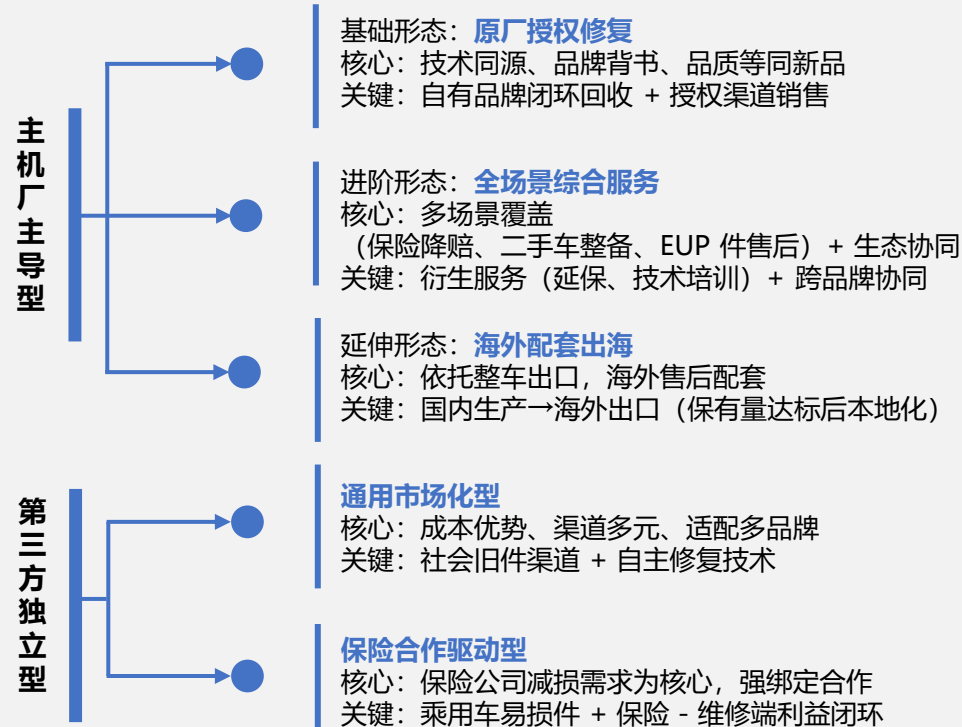 主机厂主导型
基础形态：原厂授权修复
核心：技术同源、品牌背书、品质等同新品
关键：自有品牌闭环回收 + 授权渠道销售
进阶形态：全场景综合服务
核心：多场景覆盖
（保险降赔、二手车整备、EUP 件售后）+ 生态协同
关键：衍生服务（延保、技术培训）+ 跨品牌协同
延伸形态：海外配套出海
核心：依托整车出口，海外售后配套
关键：国内生产→海外出口（保有量达标后本地化）
第三方独立型
通用市场化型
核心：成本优势、渠道多元、适配多品牌
关键：社会旧件渠道 + 自主修复技术
保险合作驱动型
核心：保险公司减损需求为核心，强绑定合作
关键：乘用车易损件 + 保险 - 维修端利益闭环